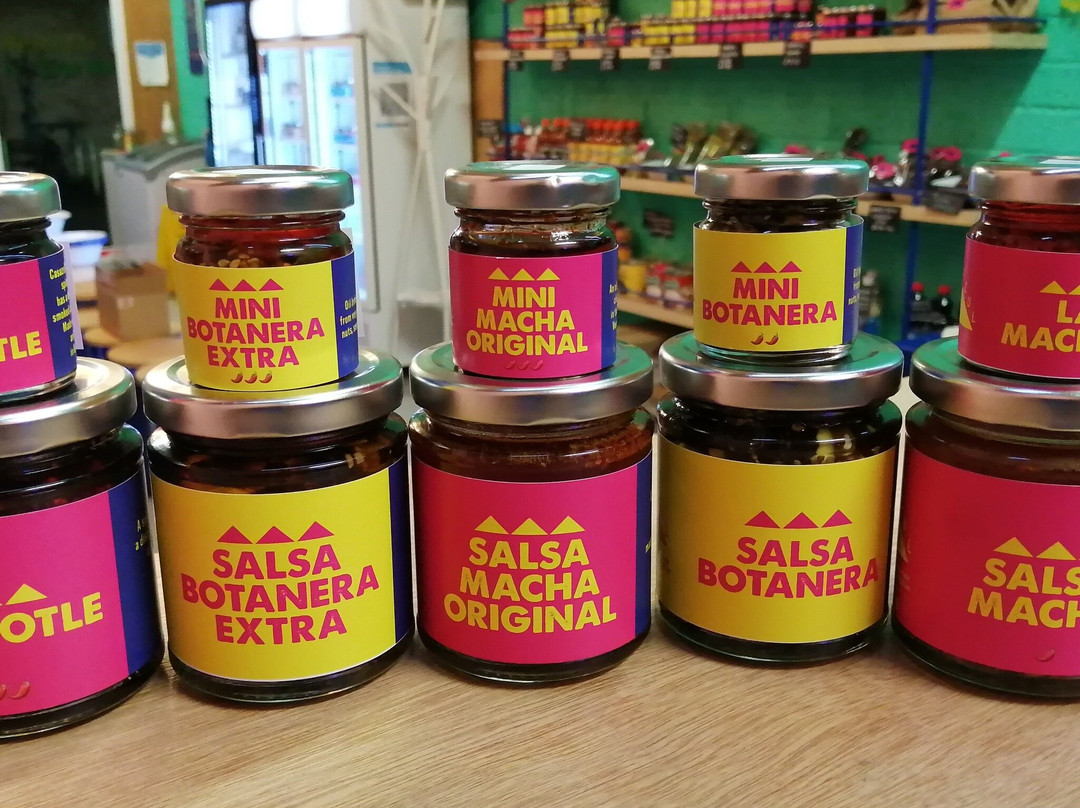 TLE
MINI
BOTANERA
EXTRA
MINI
MACHA
ORIGINAL
MINI
BOTANERA
LA
MAC
OTLE
SALSA
BOTANERA
EXTRA
SALSA
MACHA
ORIGINAL
SALSA
BOTANERA
SALS
MACH